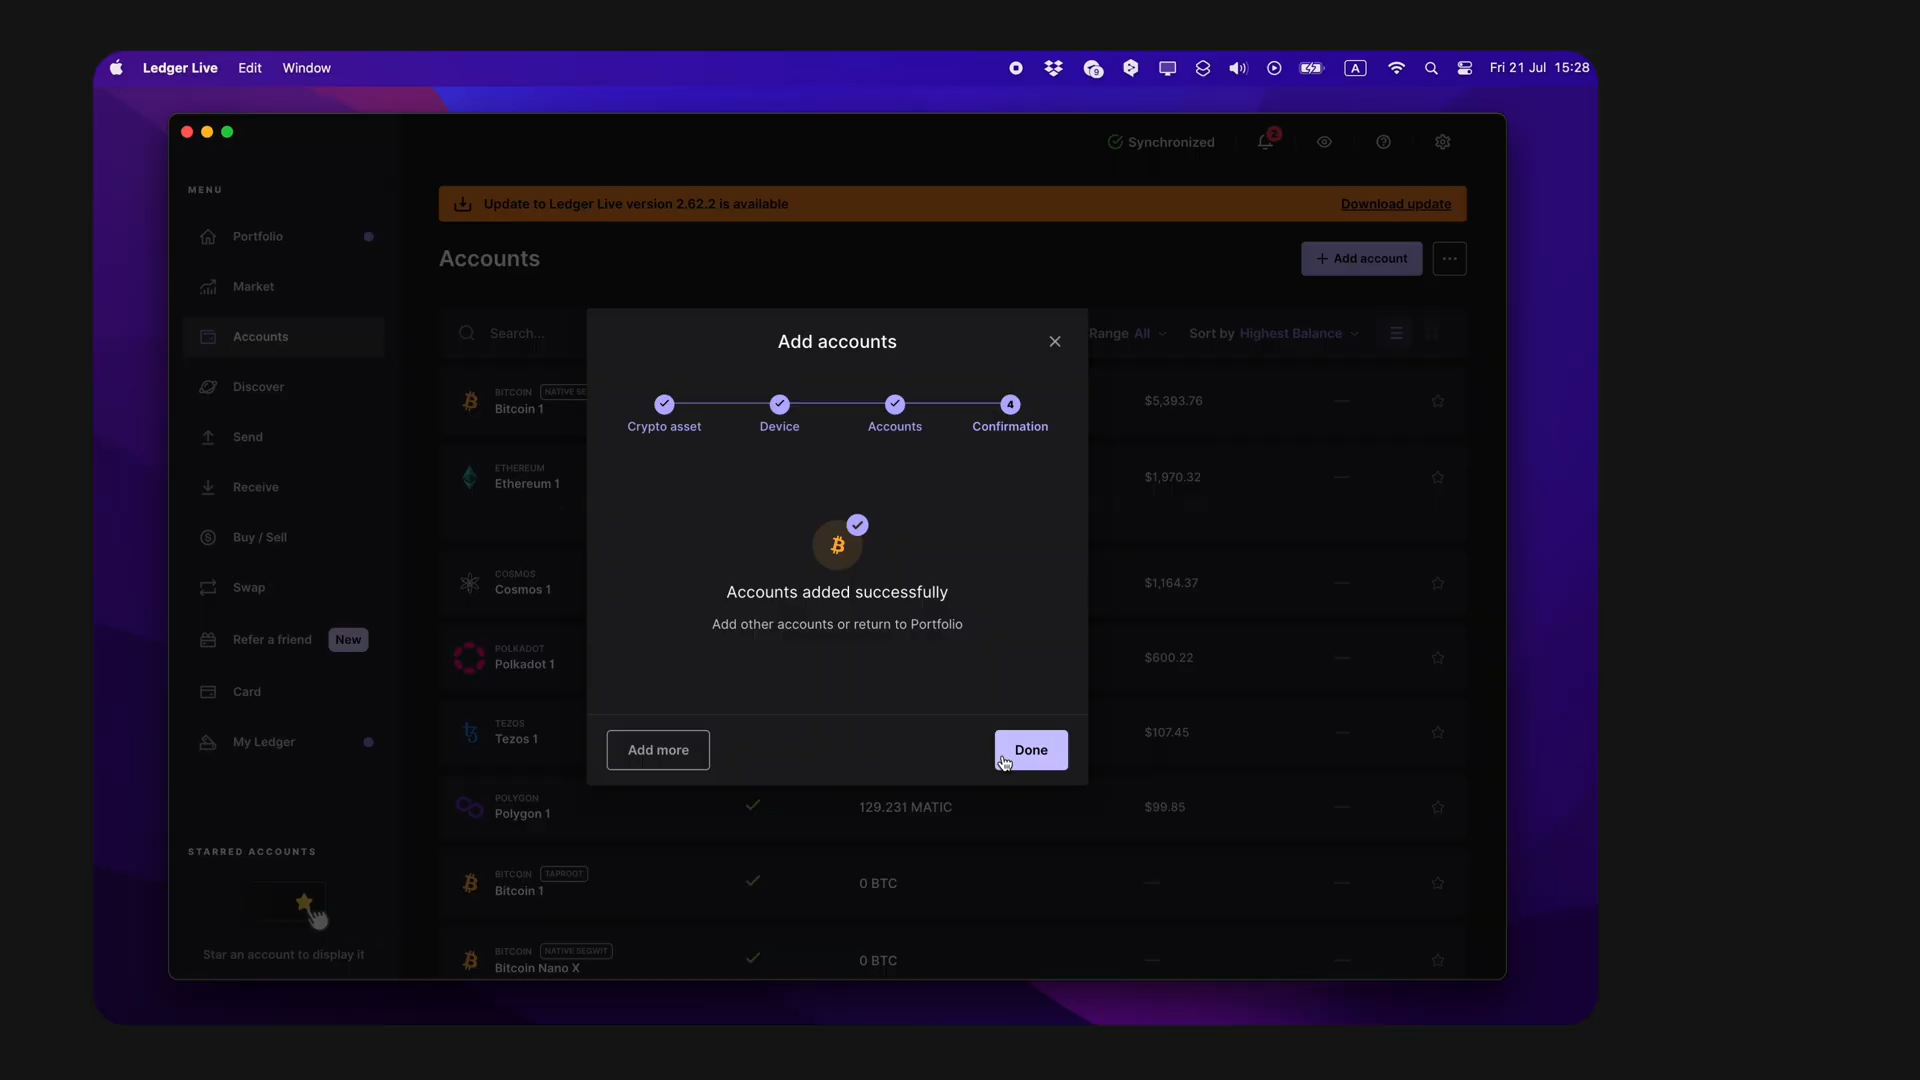 Ledger Live Edit Window
9 A Fri 21 Jul 15:28
Synchronized 2
MENU
Update to Ledger Live version 2.62.2 is available Download update
Portfolio
Accounts + Add account ...
Market
Search... Range All Sort by Highest Balance
Accounts
Add accounts
Discover
BITCOIN NATIVE SE
Bitcoin 1 $5,393.76
4
Crypto asset Device Accounts Confirmation
Send
ETHEREUM
Ethereum 1 $1,970.32
Receive
Buy / Sell
COSMOS
Cosmos 1 $1,164.37
Swap
Accounts added successfully
Add other accounts or return to Portfolio
Refer a friend New
POLKADOT
Polkadot 1 $600.22
Card
TEZOS
Tezos 1 $107.45
My Ledger
Add more Done
POLYGON
Polygon 1 129.231 MATIC $99.85
STARRED ACCOUNTS
BITCOIN TAPROOT
Bitcoin 1 0 BTC — —
Star an account to display it
BITCOIN NATIVE SEGWIT
Bitcoin Nano X 0 BTC — —